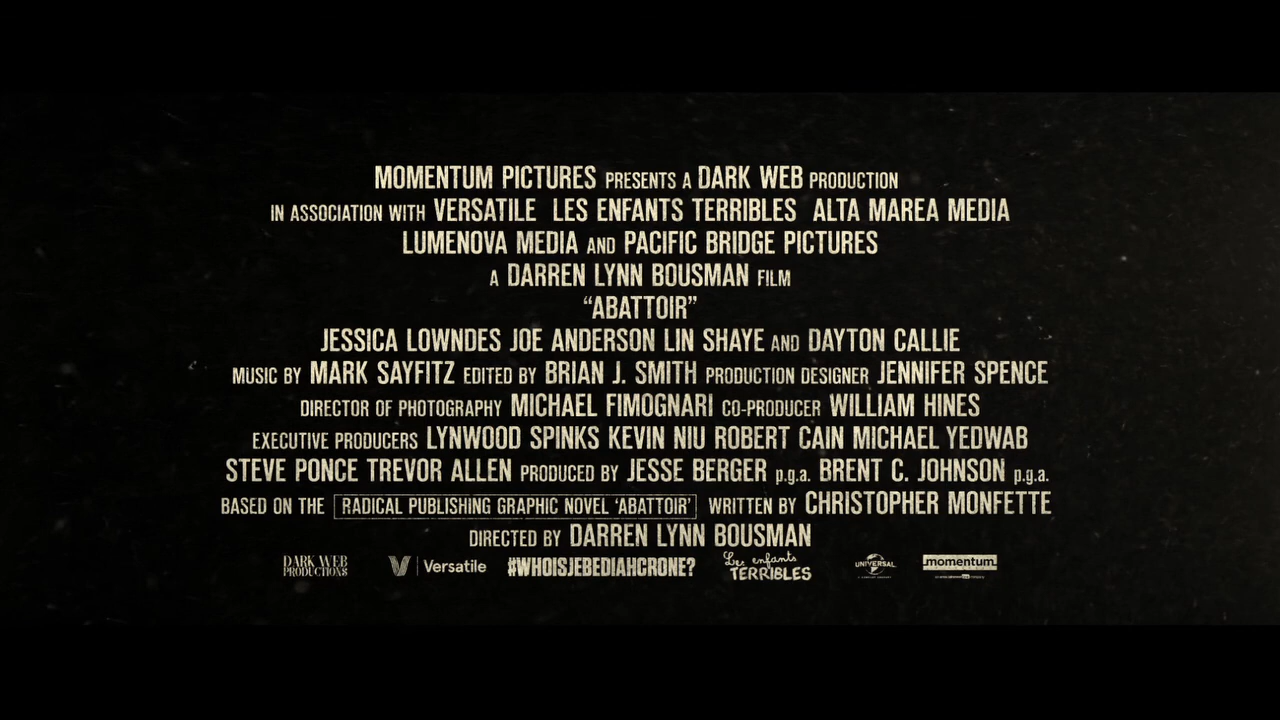 MOMENTUM PICTURES PRESENTS A DARK WEB PRODUCTION
IN ASSOCIATION WITH VERSATILE LES ENFANTS TERRIBLES ALTA MAREA MEDIA
LUMENOVA MEDIA AND PACIFIC BRIDGE PICTURES
A DARREN LYNN BOUSMAN FILM
“ABATTOIR”
JESSICA LOWNDES JOE ANDERSON LIN SHAYE AND DAYTON CALLIE
MUSIC BY MARK SAYFITZ EDITED BY BRIAN J. SMITH PRODUCTION DESIGNER JENNIFER SPENCE
DIRECTOR OF PHOTOGRAPHY MICHAEL FIMOGNARI CO-PRODUCER WILLIAM HINES
EXECUTIVE PRODUCERS LYNWOOD SPINKS KEVIN NIU ROBERT CAIN MICHAEL YEDWAB
STEVE PONCE TREVOR ALLEN PRODUCED BY JESSE BERGER p.g.a. BRENT C. JOHNSON p.g.a.
BASED ON THE RADICAL PUBLISHING GRAPHIC NOVEL ‘ABATTOIR’ WRITTEN BY CHRISTOPHER MONFETTE
DIRECTED BY DARREN LYNN BOUSMAN
DARK WEB PRODUCTIONS Versatile #WHOISJEBEDIAHCRONE? Les enfants TERRIBLES UNIVERSAL momentum